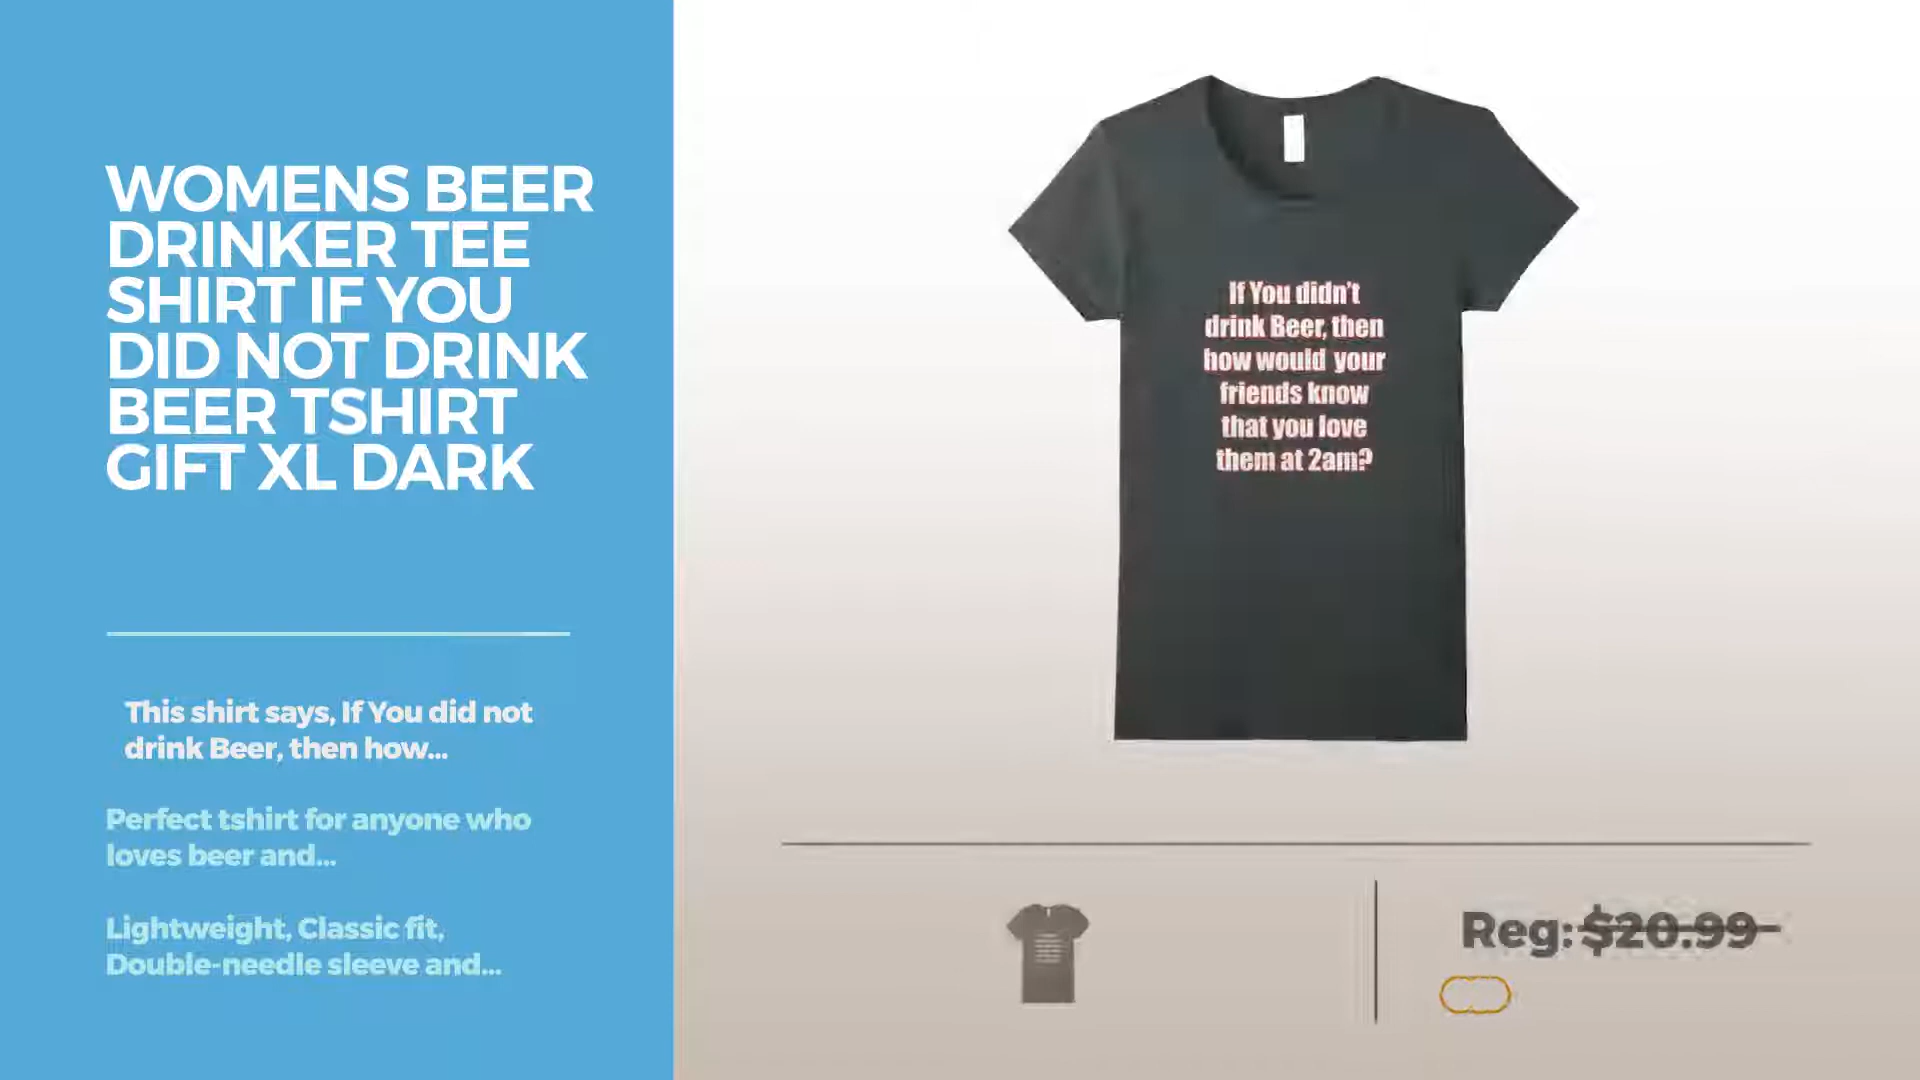 WOMENS BEER
DRINKER TEE
SHIRT IF YOU
DID NOT DRINK
BEER TSHIRT
GIFT XL DARK
This shirt says, If You did not
drink Beer, then how...
Perfect tshirt for anyone who
loves beer and...
Lightweight, Classic fit,
Double-needle sleeve and...
If You didn't
drink Beer, then
how would your
friends know
that you love
them at 2am?
Reg: $20.99